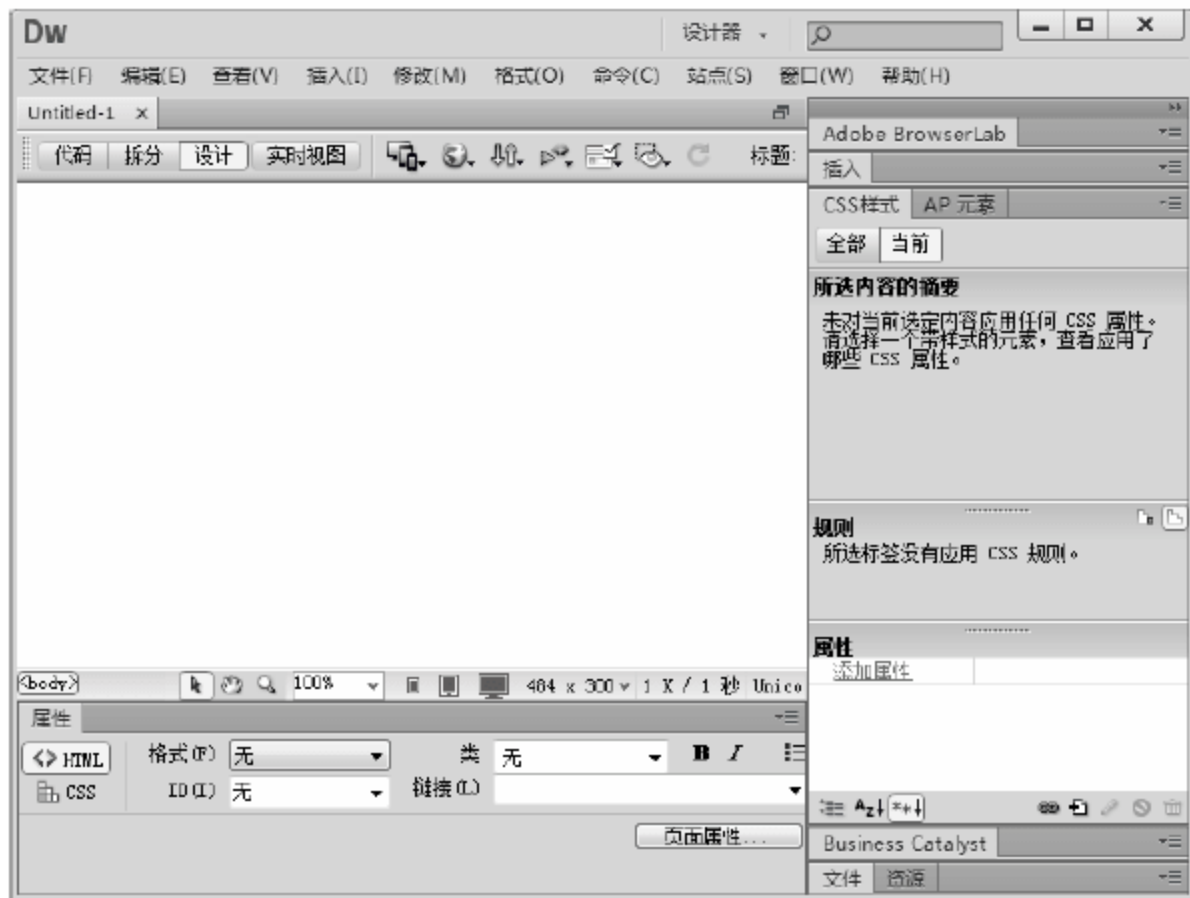 Dw
设计器
文件(F) 编辑(E) 查看(V) 插入(I) 修改(M) 格式(O) 命令(C) 站点(S) 窗口(W) 帮助(H)
Untitled-1
代码 拆分 设计 实时视图 标题:
Adobe BrowserLab
插入
CSS样式 AP 元素
全部 当前
所选内容的摘要
未对当前选定内容应用任何 CSS 属性。
请选择一个带样式的元素，查看应用了
哪些 CSS 属性。
规则
所选标签没有应用 CSS 规则。
属性
添加属性
<body> 100% 484 x 300 1 K / 1 秒 Unico
属性
<> HTML 格式(F) 无 类 无 B I
CSS ID(I) 无 链接(L)
页面属性...
Business Catalyst
文件 资源